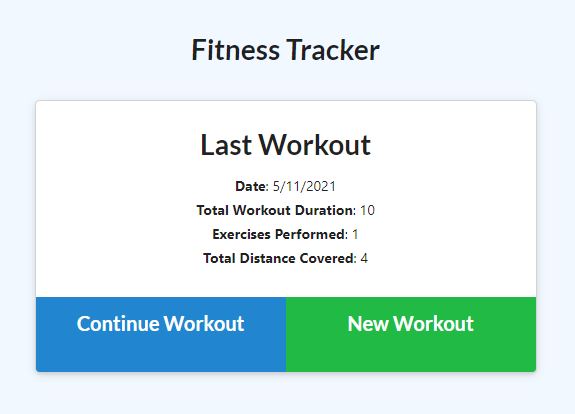 Fitness Tracker
Last Workout
Date: 5/11/2021
Total Workout Duration: 10
Exercises Performed: 1
Total Distance Covered: 4
Continue Workout
New Workout